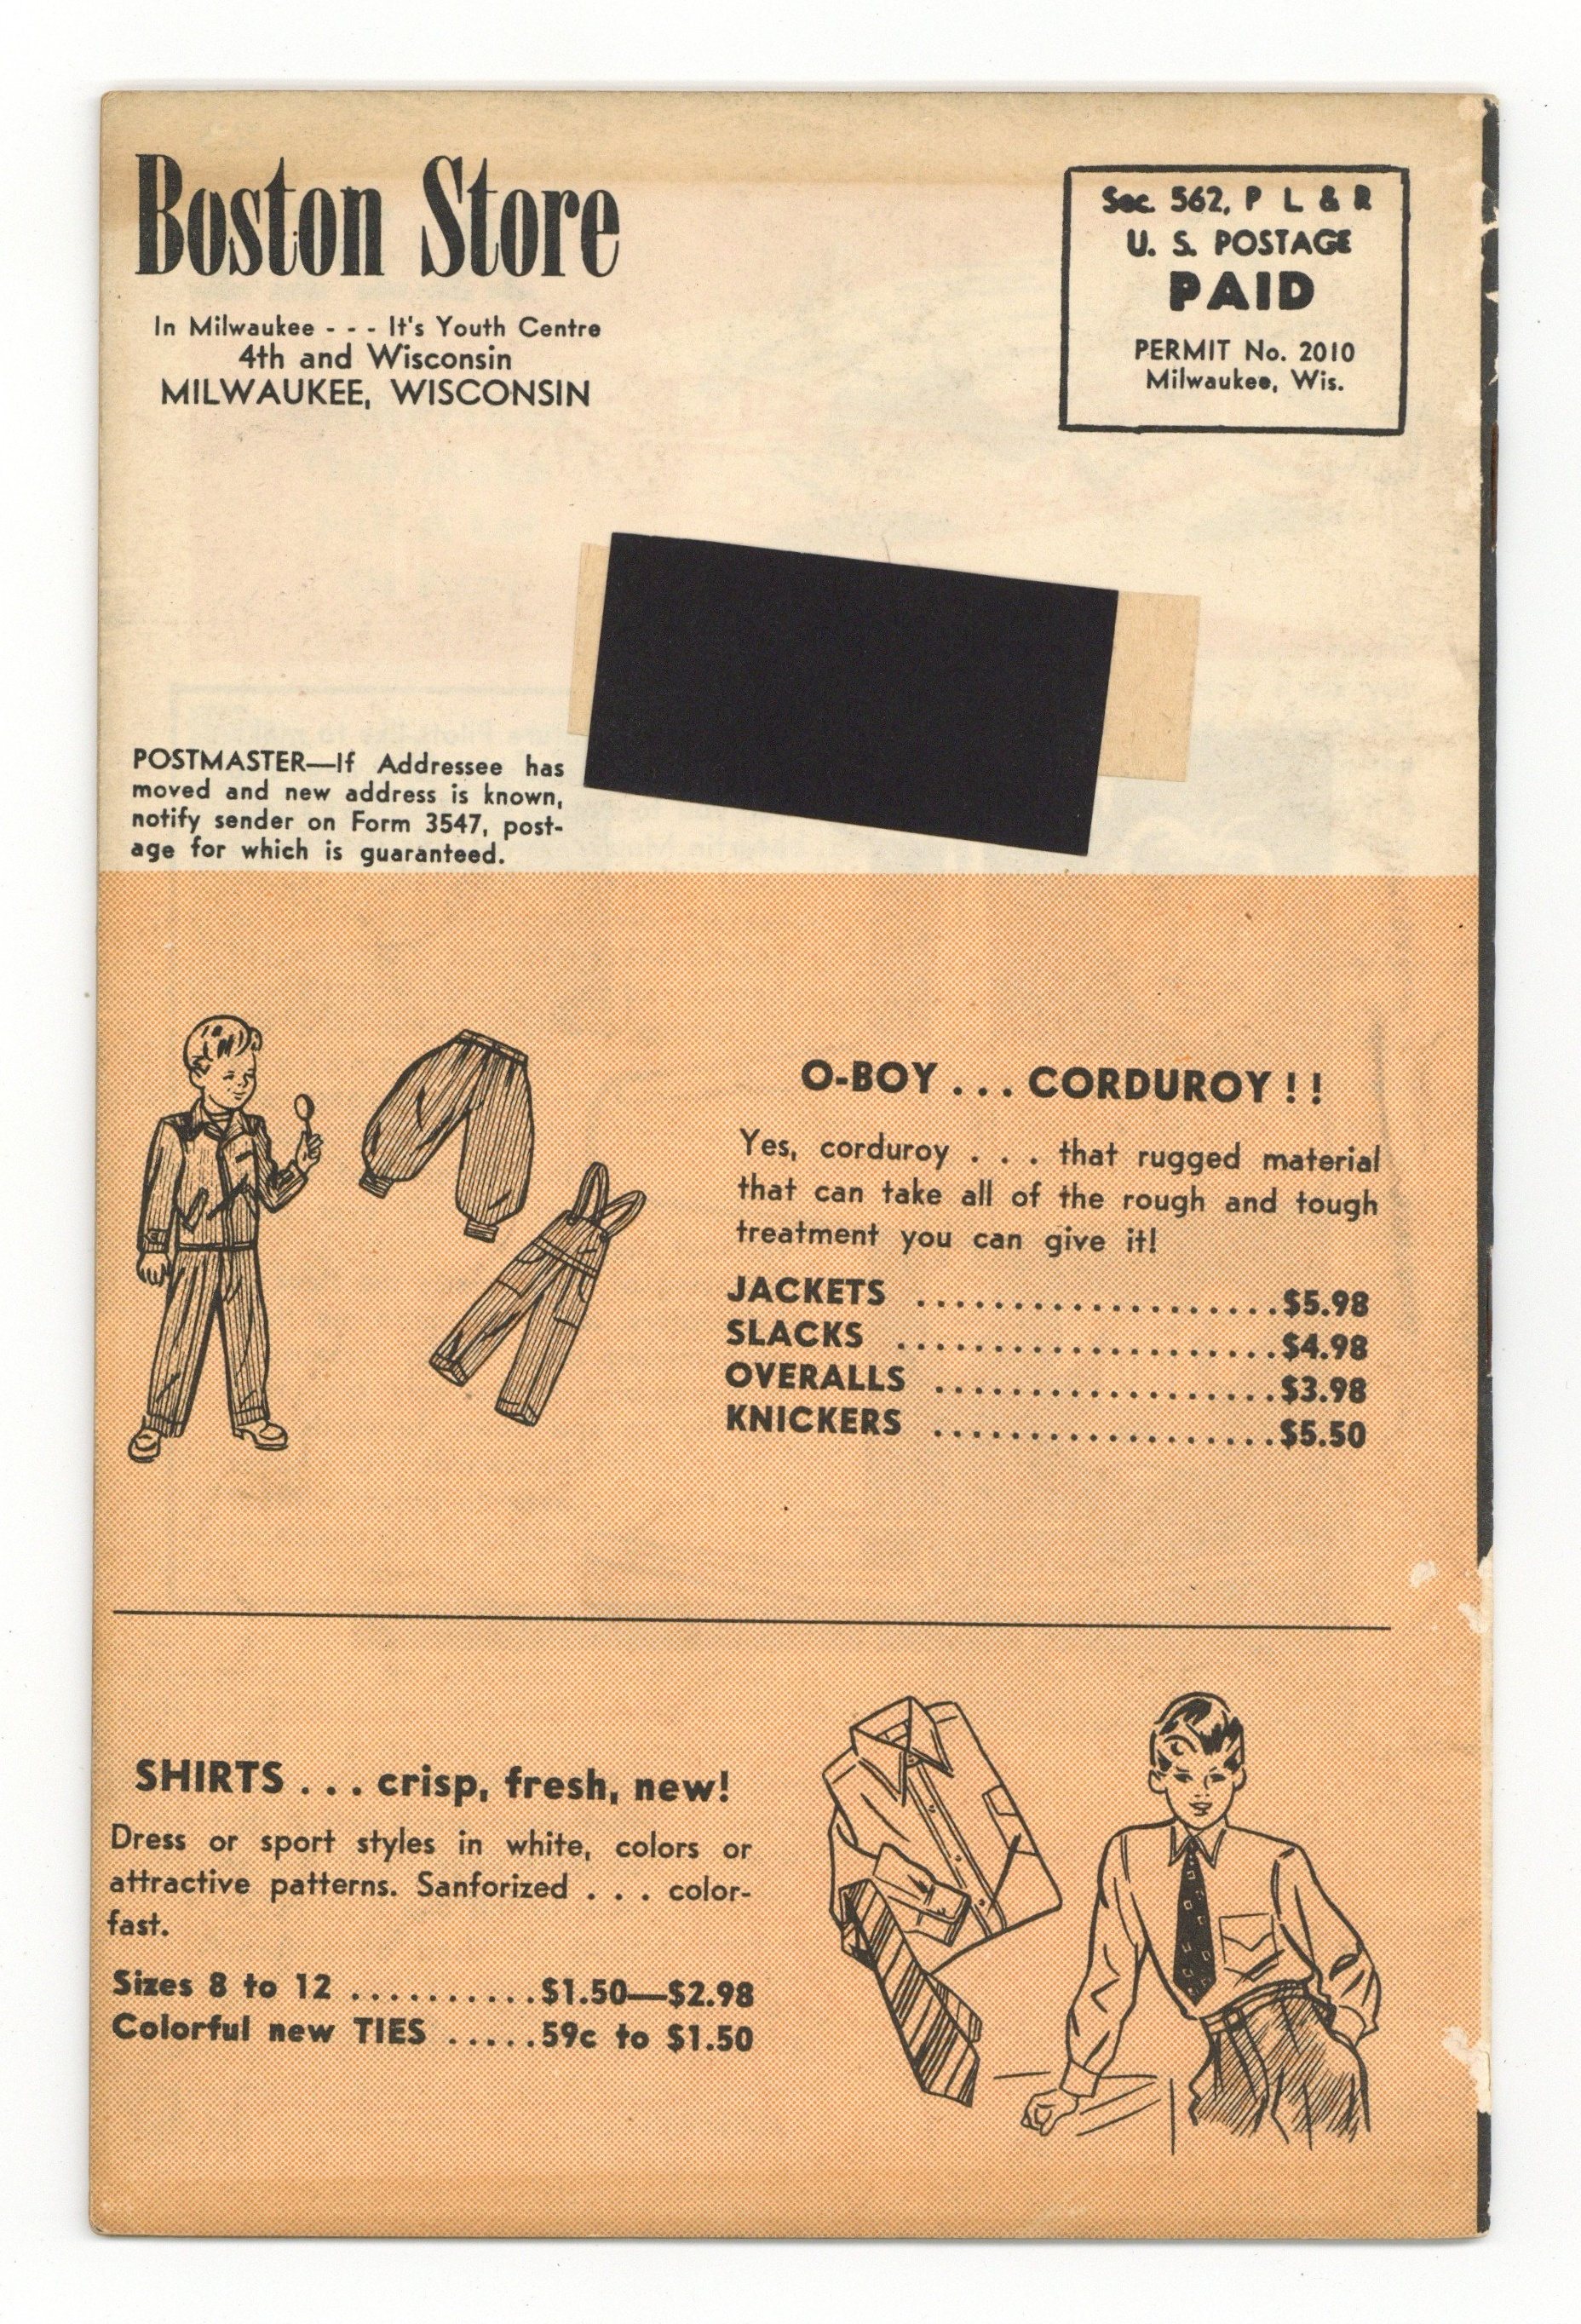 Boston Store
In Milwaukee - - - It's Youth Centre
4th and Wisconsin
MILWAUKEE, WISCONSIN
Sec. 562, P L & R
U. S. POSTAGE
PAID
PERMIT No. 2010
Milwaukee, Wis.
POSTMASTER—If Addressee has
moved and new address is known,
notify sender on Form 3547, post-
age for which is guaranteed.
O-BOY . . . CORDUROY ! !
Yes, corduroy . . . that rugged material
that can take all of the rough and tough
treatment you can give it!
JACKETS ......................$5.98
SLACKS .......................$4.98
OVERALLS ....................$3.98
KNICKERS ....................$5.50
SHIRTS . . . crisp, fresh, new!
Dress or sport styles in white, colors or
attractive patterns. Sanforized . . . color-
fast.
Sizes 8 to 12 ..........$1.50—$2.98
Colorful new TIES .....59c to $1.50